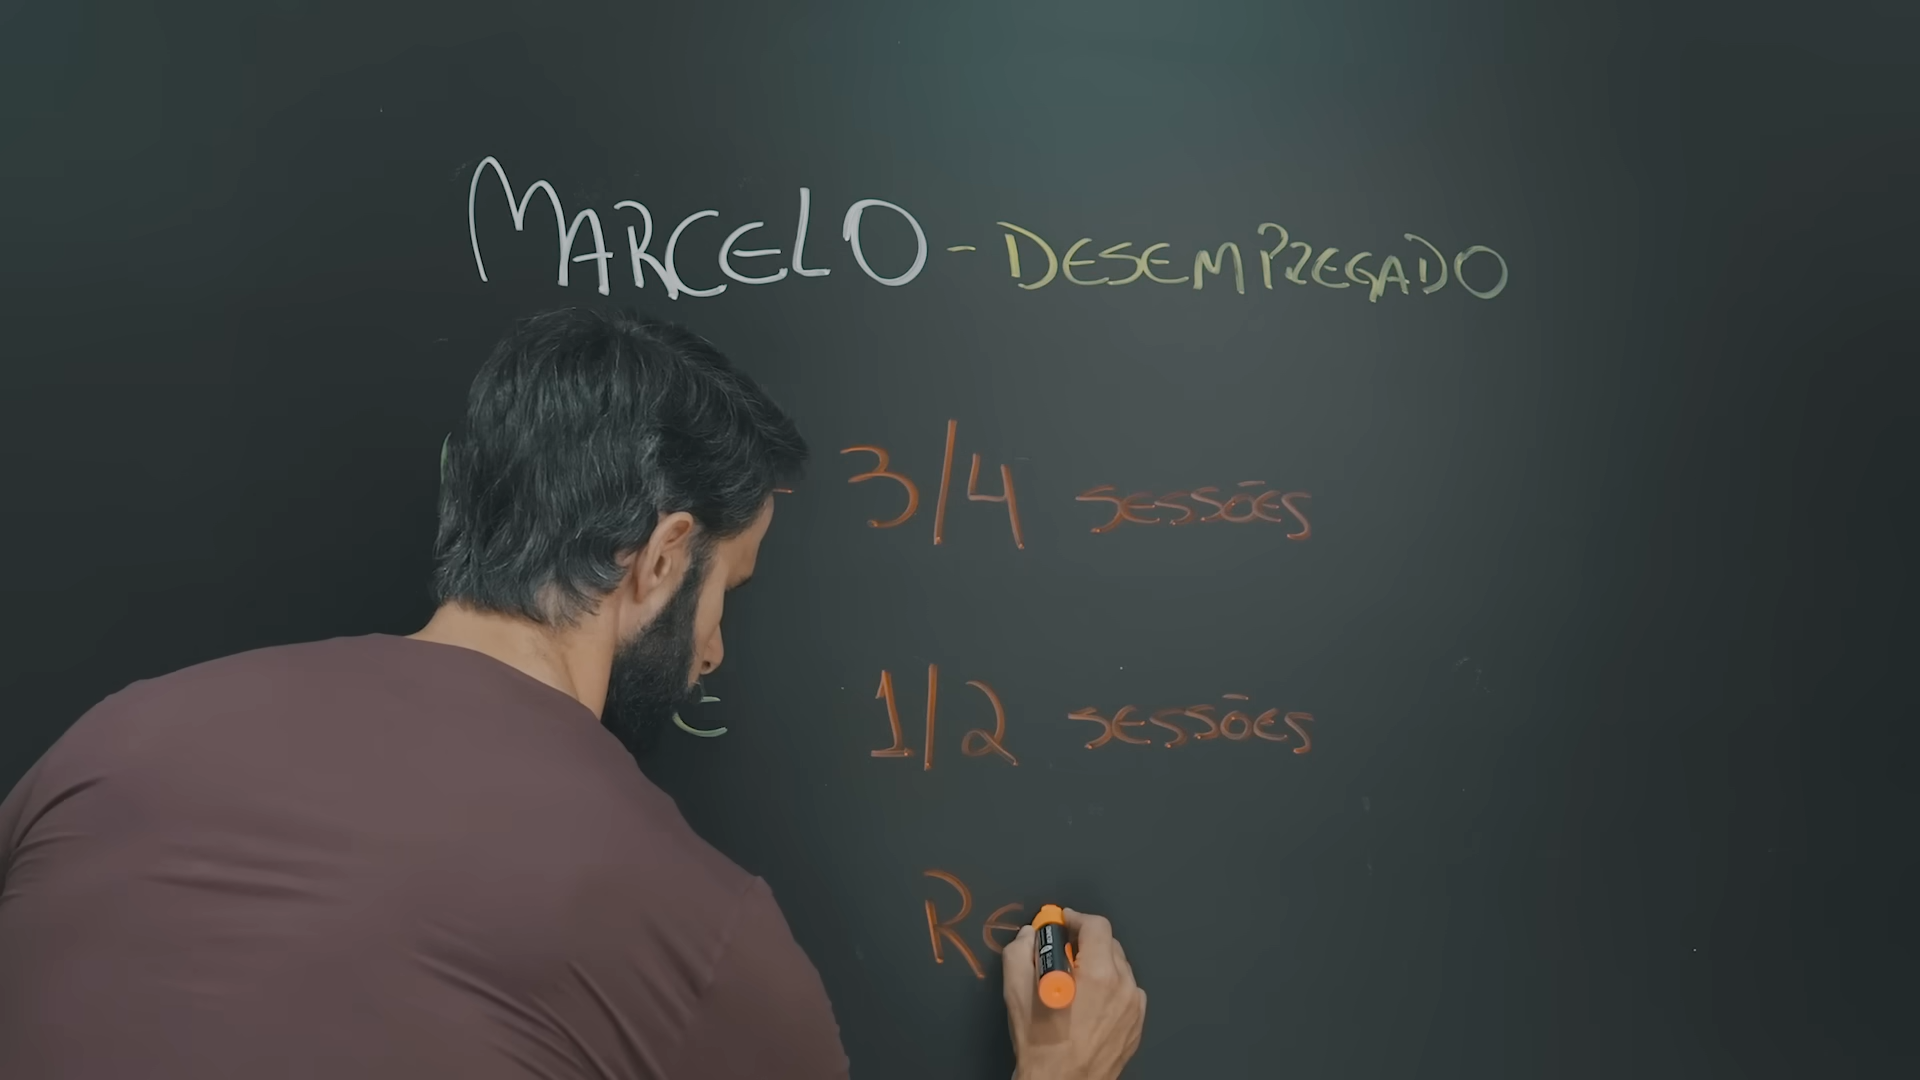 MARCELO - DESEMPREGADO
- 3/4 SESSÕES
1/2 SESSÕES
RE